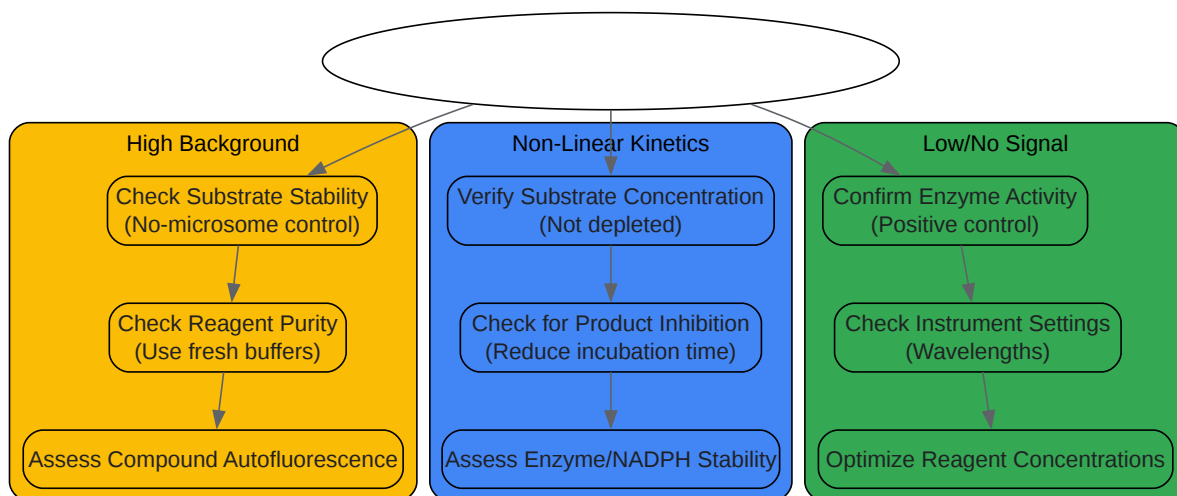 High Background
Check Substrate Stability
(No-microsome control)
Check Reagent Purity
(Use fresh buffers)
Assess Compound Autofluorescence
Non-Linear Kinetics
Verify Substrate Concentration
(Not depleted)
Check for Product Inhibition
(Reduce incubation time)
Assess Enzyme/NADPH Stability
Low/No Signal
Confirm Enzyme Activity
(Positive control)
Check Instrument Settings
(Wavelengths)
Optimize Reagent Concentrations